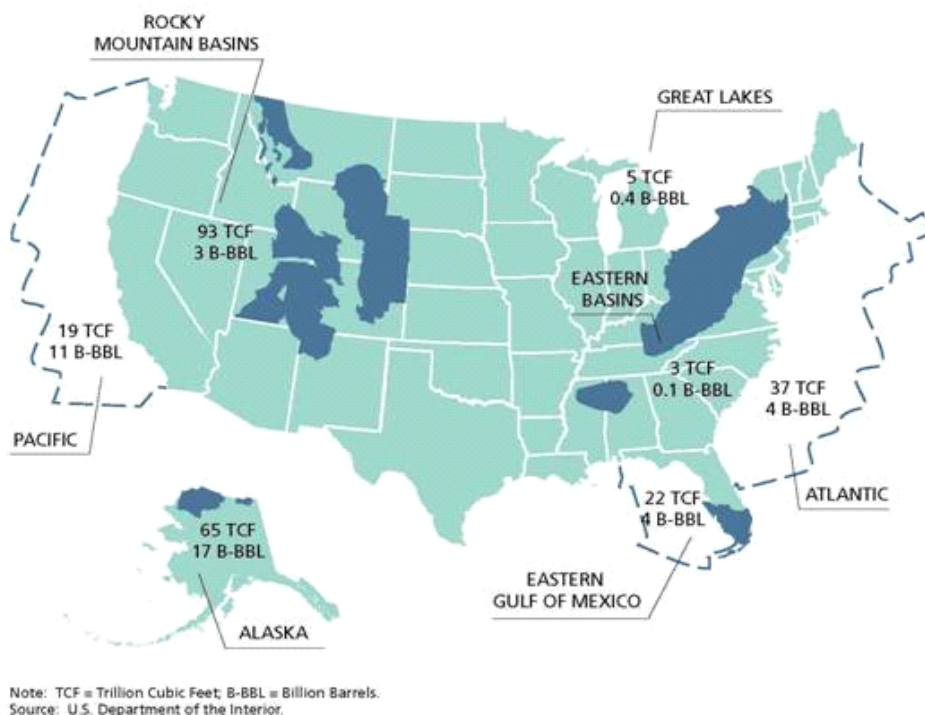 ROCKY
MOUNTAIN BASINS
GREAT LAKES
5 TCF
0.4 B-BBL
93 TCF
3 B-BBL
EASTERN
BASINS
19 TCF
11 B-BBL
3 TCF
0.1 B-BBL
37 TCF
4 B-BBL
PACIFIC
ATLANTIC
22 TCF
4 B-BBL
65 TCF
17 B-BBL
EASTERN
GULF OF MEXICO
ALASKA
Note: TCF = Trillion Cubic Feet; B-BBL = Billion Barrels.
Source: U.S. Department of the Interior.